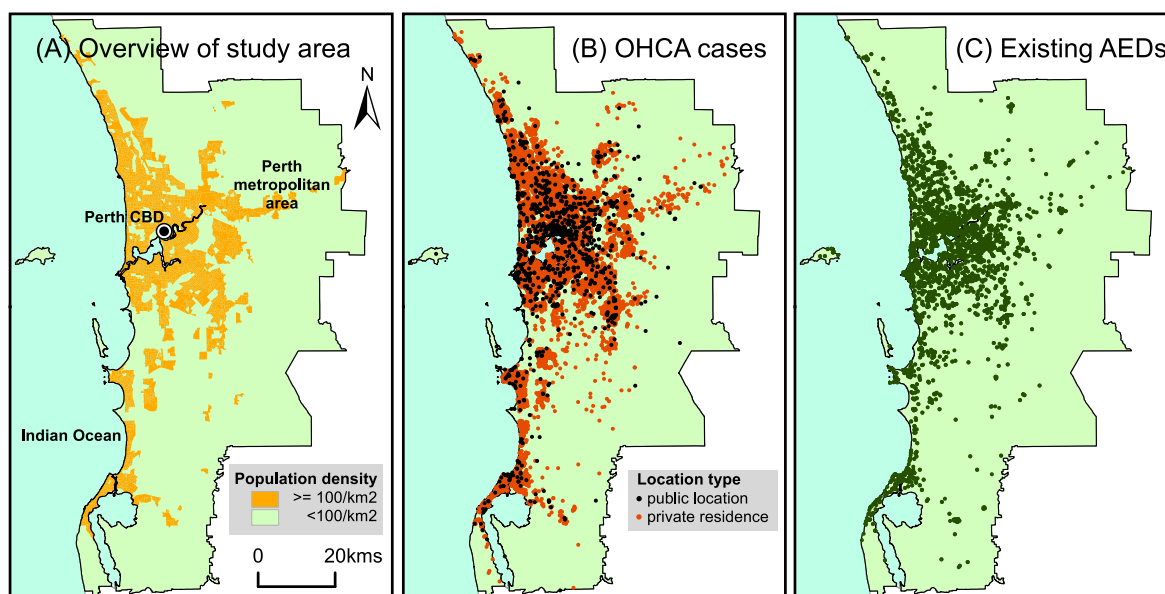 (A) Overview of study area
N
Perth
metropolitan
area
Perth CBD
Indian Ocean
Population density
>= 100/km2
<100/km2
0 20kms
(B) OHCA cases
Location type
public location
private residence
(C) Existing AEDs